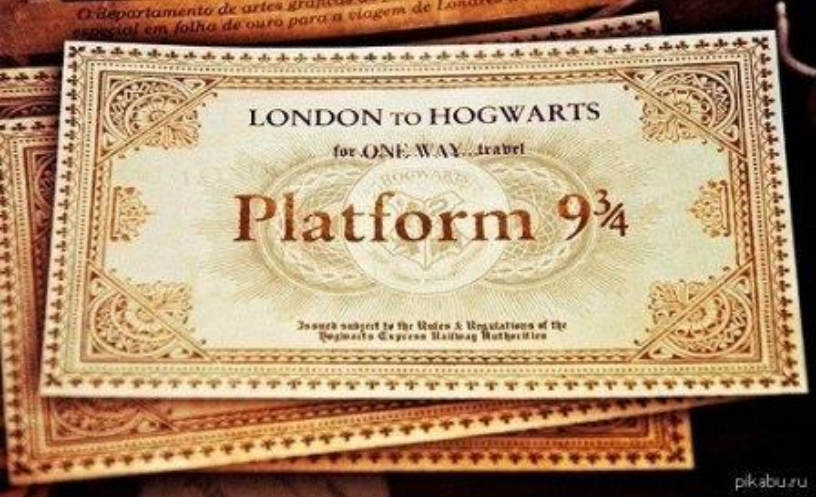 O departamento de artes gráficas
especial em folha de ouro para a viagem de Londres
LONDON TO HOGWARTS
for ONE WAY...travel
HOGWARTS
Platform 9¾
Issued subject to the Rules & Regulations of the
Hogwarts Express Railway Authorities
pikabu.ru